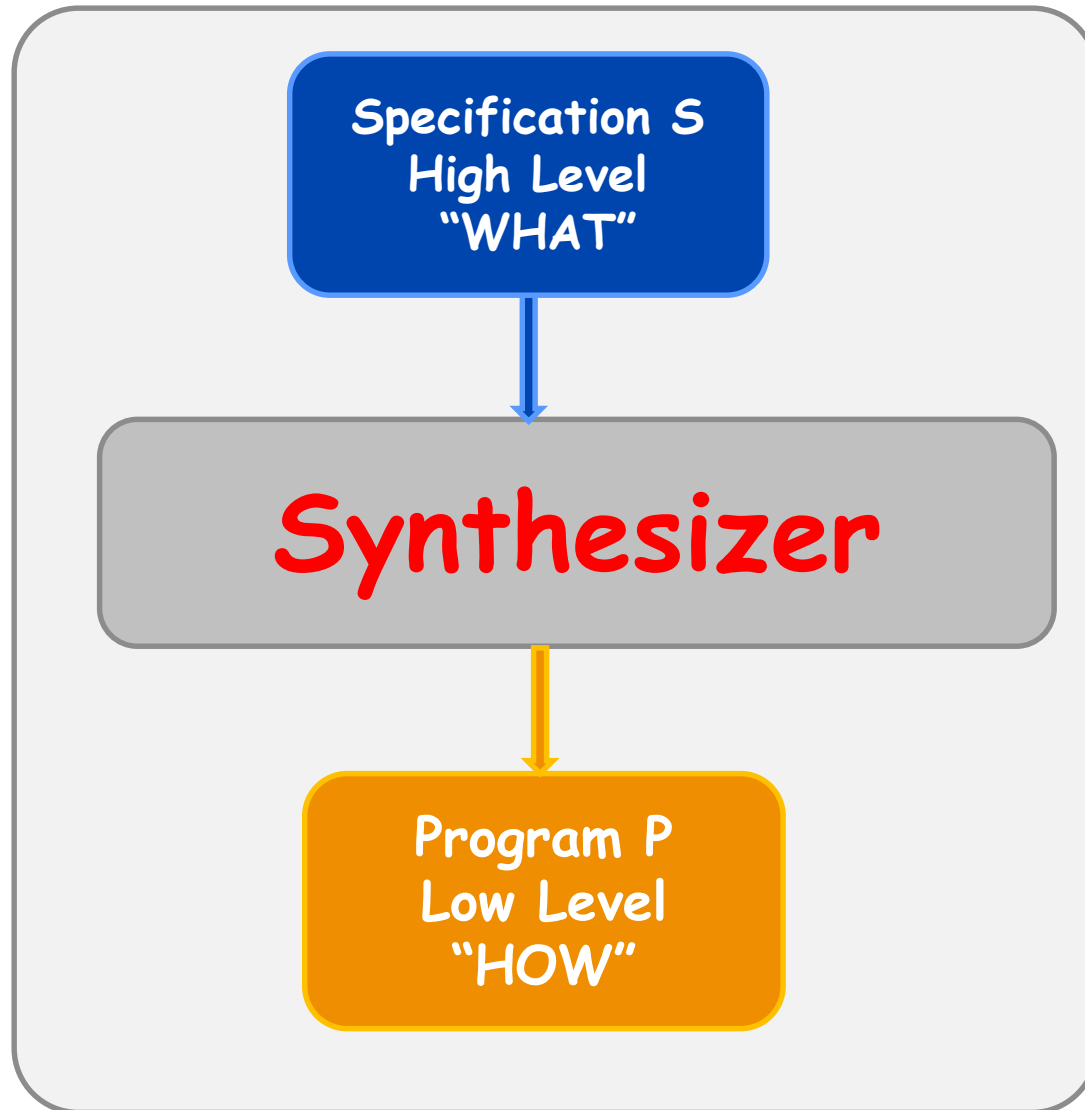 Specification S
High Level
“WHAT”
Synthesizer
Program P
Low Level
“HOW”